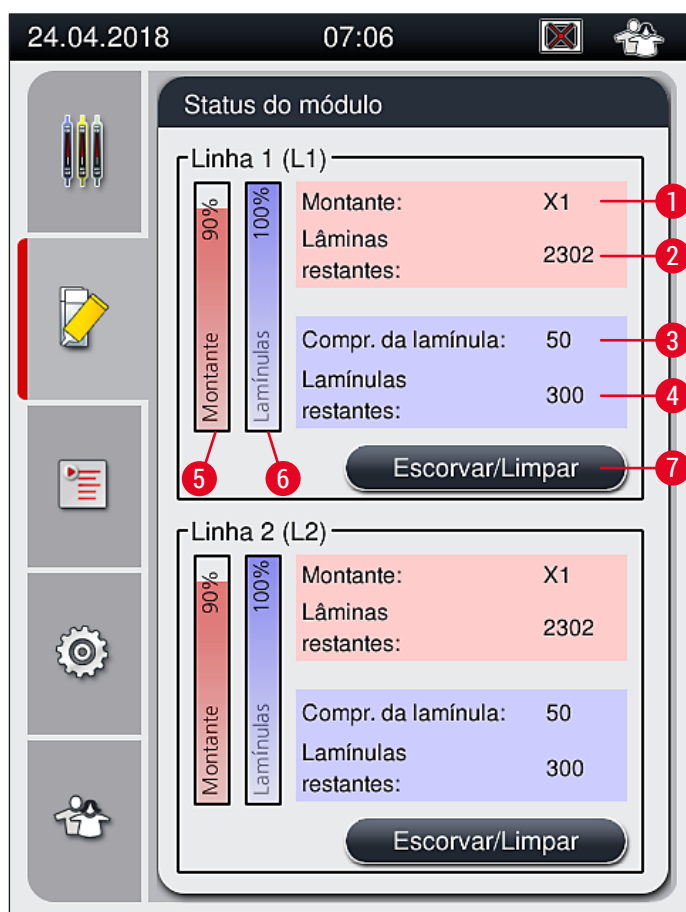 24.04.2018 07:06
Status do módulo
Linha 1 (L1)
90%
Montante
100%
Lamínulas
Montante: X1
Lâminas
restantes: 2302
Compr. da lamínula: 50
Lamínulas
restantes: 300
Escorvar/Limpar
1
2
3
4
5
6
7
Linha 2 (L2)
90%
Montante
100%
Lamínulas
Montante: X1
Lâminas
restantes: 2302
Compr. da lamínula: 50
Lamínulas
restantes: 300
Escorvar/Limpar